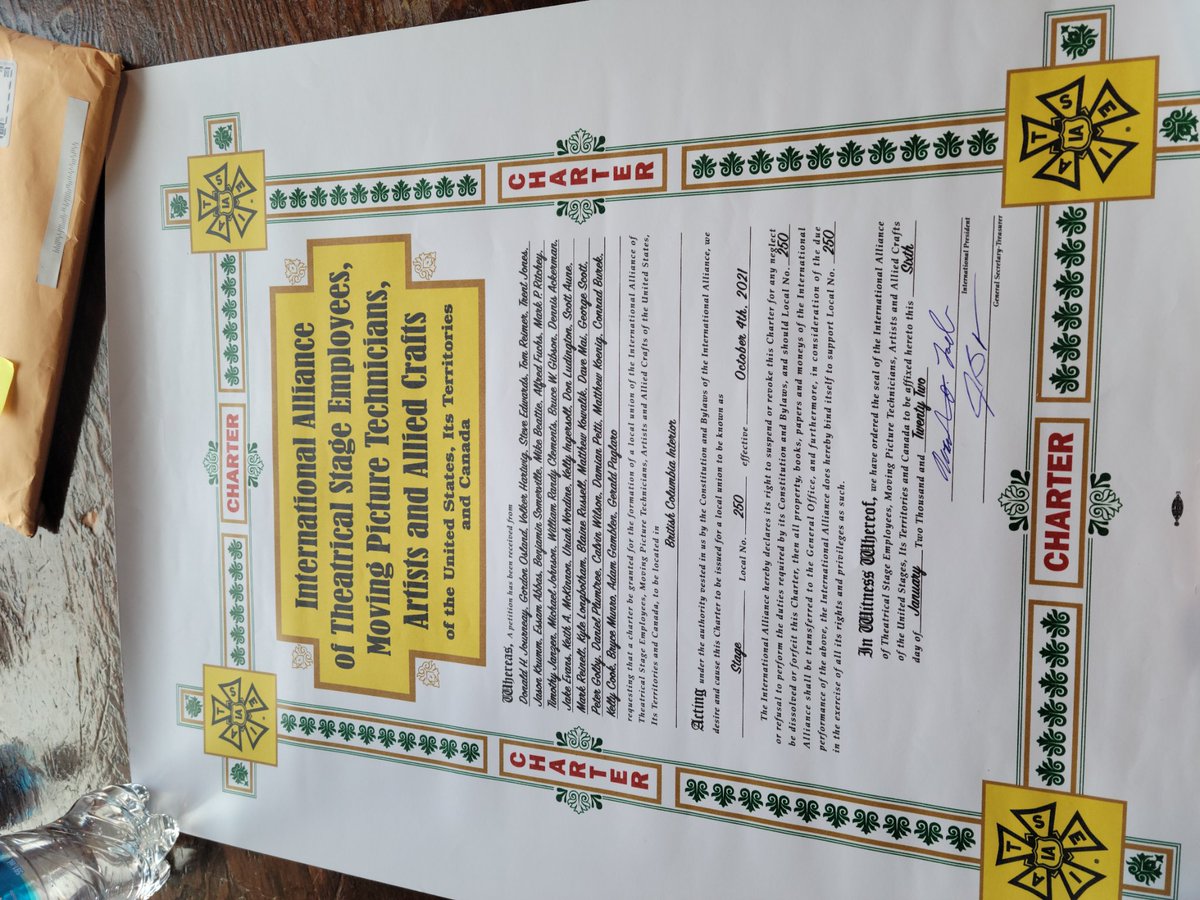 CHARTER
International Alliance
of Theatrical Stage Employees,
Moving Picture Technicians,
Artists and Allied Crafts
of the United States, Its Territories
and Canada
Whereas, A petition has been received from
Donald H. Journeay, Gordon Osland, Volker Hartwig, Steve Edwards, Tom Reimer, Trent Jones,
Jason Krumm, Essam Abbas, Benjamin Somerville, Mike Beattie, Alfred Fuchs, Mark P. Ritchey,
Timothy Janzen, Michael Johnson, William Randy Clements, Bruce W. Gibson, Dennis Ackerman,
Jake Evans, Keith A. McKinnon, Uriah Nordine, Kelly Ingersoll, Don Ludington, Scott Aune,
Mark Reinelt, Kyle Longbotham, Blaine Russell, Matthew Kowalik, Dave Mai, George Scott,
Peter Golby, Daniel Plumtree, Calvin Wilson, Damian Petti, Matthew Koenig, Conrad Burek,
Kelly Cook, Bayce Munro, Adam Gamblen, Gerald Pagliaro
requesting that a charter be granted for the formation of a local union of the International Alliance of
Theatrical Stage Employees, Moving Picture Technicians, Artists and Allied Crafts of the United States,
Its Territories and Canada, to be located in
British Columbia Interior
Acting under the authority vested in us by the Constitution and Bylaws of the International Alliance, we
desire and cause this Charter to be issued for a local union to be known as
Stage Local No. 250 effective October 4th, 2021
The International Alliance hereby declares its right to suspend or revoke this Charter for any neglect
or refusal to perform the duties required by its Constitution and Bylaws, and should Local No. 250
be dissolved or forfeit this Charter, then all property, books, papers and moneys of the International
Alliance shall be transferred to the General Office, and furthermore, in consideration of the due
performance of the above, the International Alliance does hereby bind itself to support Local No. 250
in the exercise of all its rights and privileges as such.
In Witness Whereof, we have ordered the seal of the International Alliance
of Theatrical Stage Employees, Moving Picture Technicians, Artists and Allied Crafts
of the United States, Its Territories and Canada to be affixed hereto this Sixth
day of January Two Thousand and Twenty Two
International President
General Secretary-Treasurer
CHARTER
CHARTER
CHARTER
IATSE
IA
IATSE
IA
IATSE
IA
IATSE
IA